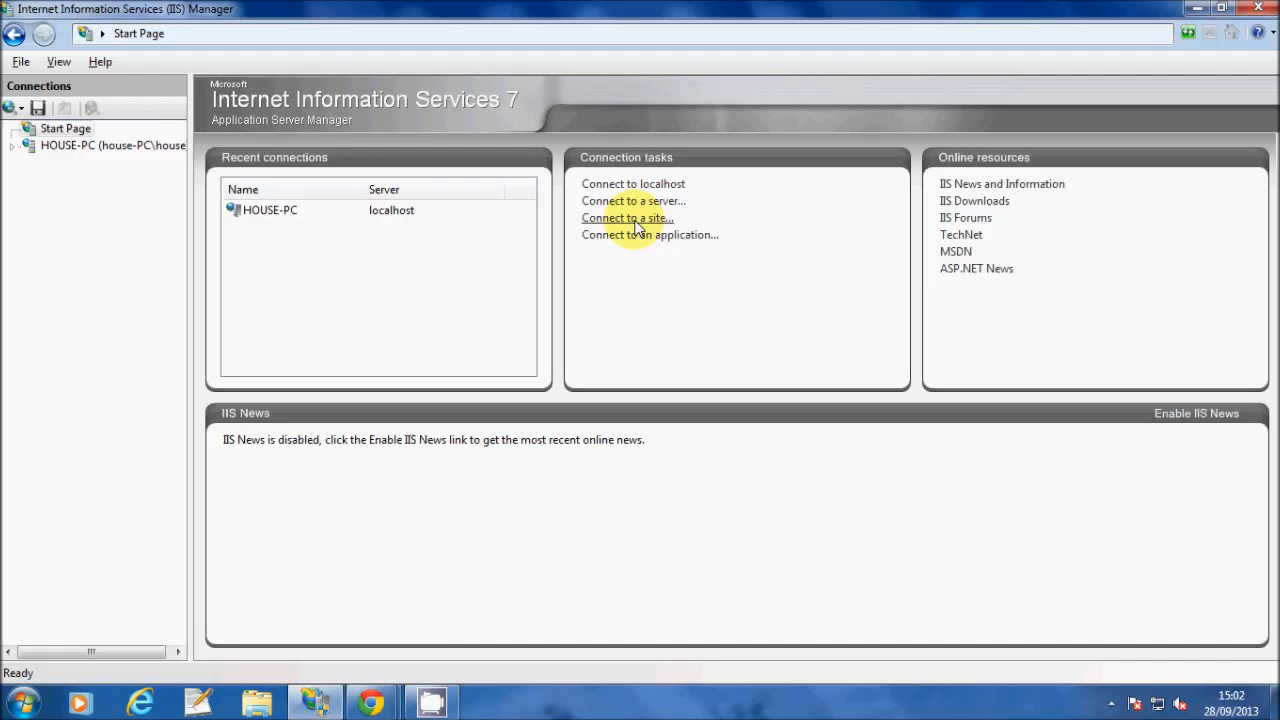 Internet Information Services (IIS) Manager
Start Page
File View Help
Connections
Start Page
HOUSE-PC (house-PC\house
Microsoft
Internet Information Services 7
Application Server Manager
Recent connections
Name Server
HOUSE-PC localhost
Connection tasks
Connect to localhost
Connect to a server...
Connect to a site...
Connect to an application...
Online resources
IIS News and Information
IIS Downloads
IIS Forums
TechNet
MSDN
ASP.NET News
IIS News Enable IIS News
IIS News is disabled, click the Enable IIS News link to get the most recent online news.
Ready
15:02
28/09/2013